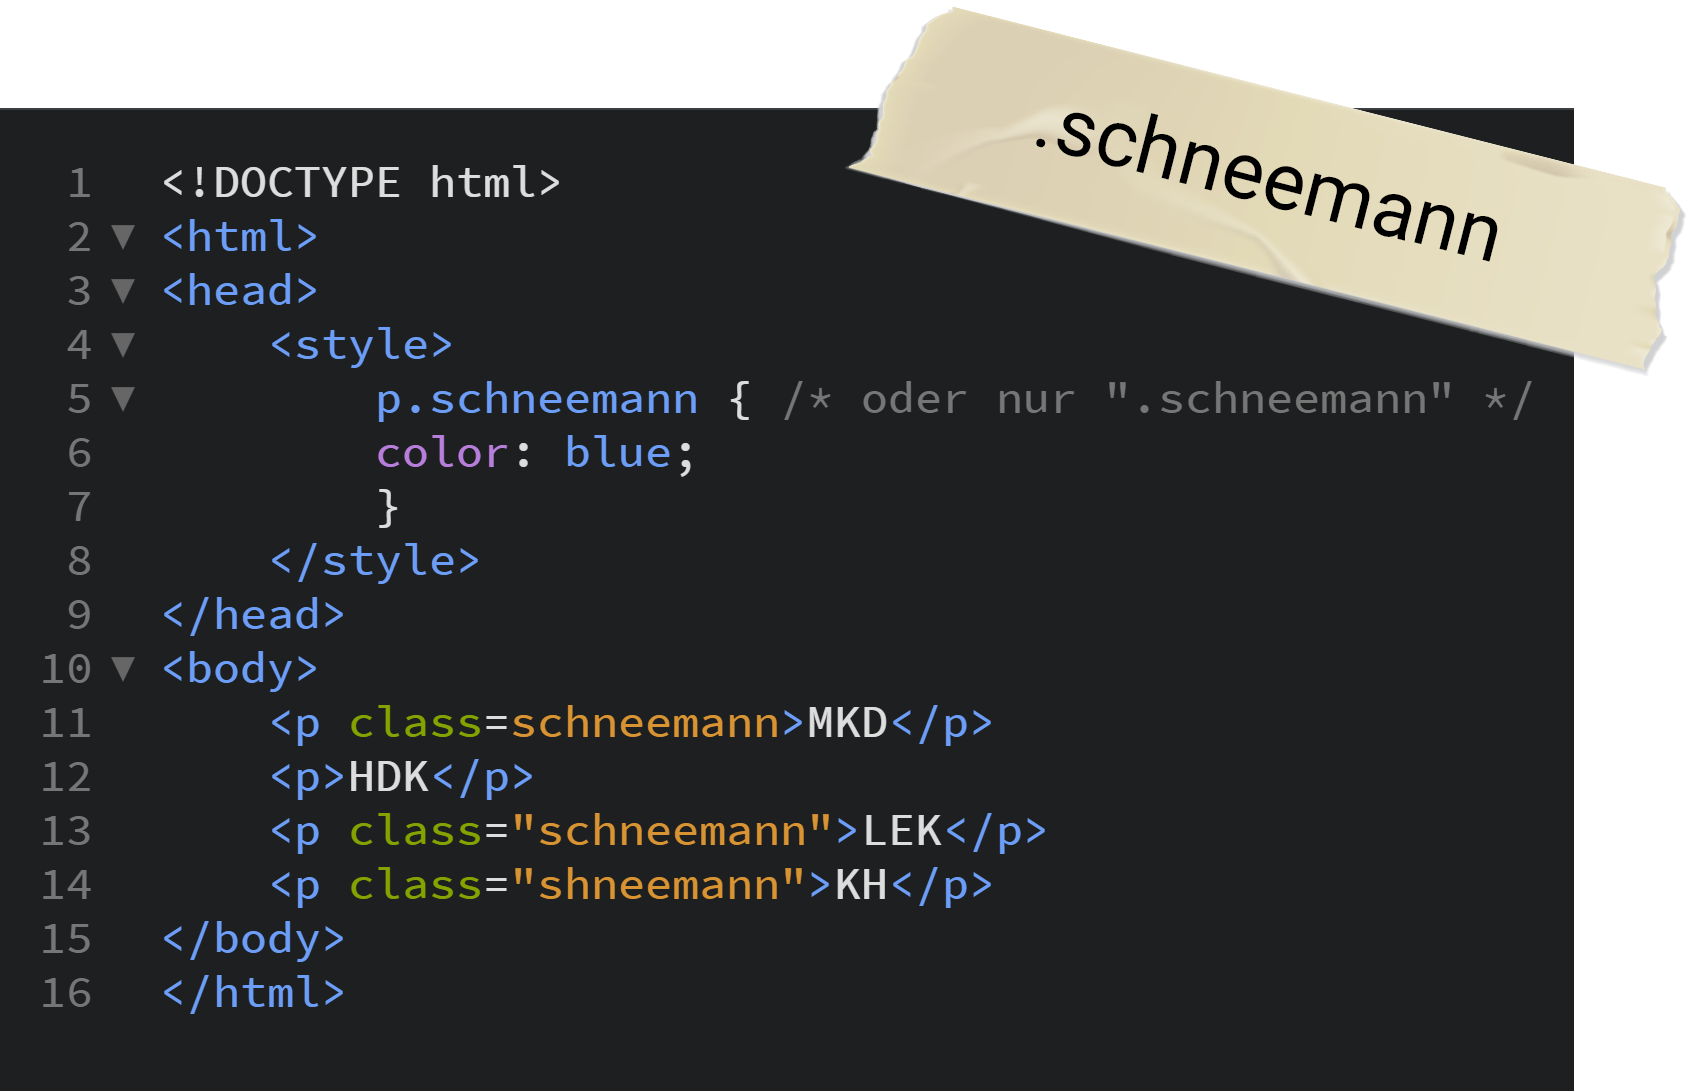 .schneemann
1 <!DOCTYPE html>
2 ▼ <html>
3 ▼ <head>
4 ▼     <style>
5 ▼         p.schneemann { /* oder nur ".schneemann" */
6         color: blue;
7         }
8     </style>
9 </head>
10 ▼ <body>
11     <p class=schneemann>MKD</p>
12     <p>HDK</p>
13     <p class="schneemann">LEK</p>
14     <p class="shneemann">KH</p>
15 </body>
16 </html>